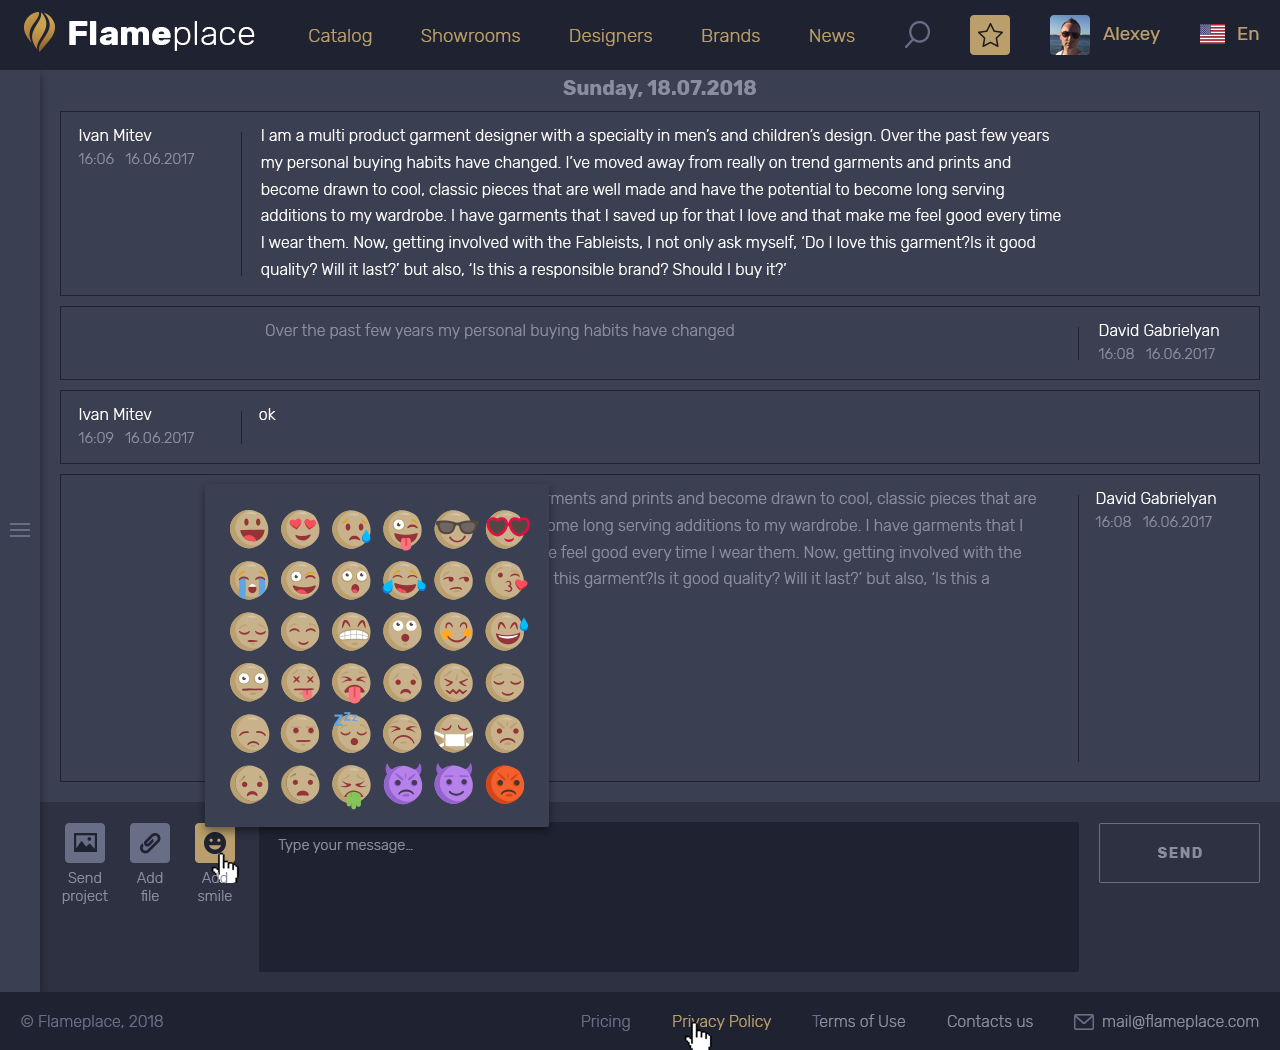 Flameplace
Catalog
Showrooms
Designers
Brands
News
Alexey
En
Sunday, 18.07.2018
Ivan Mitev
16:06 16.06.2017
I am a multi product garment designer with a specialty in men’s and children’s design. Over the past few years
my personal buying habits have changed. I’ve moved away from really on trend garments and prints and
become drawn to cool, classic pieces that are well made and have the potential to become long serving
additions to my wardrobe. I have garments that I saved up for that I love and that make me feel good every time
I wear them. Now, getting involved with the Fableists, I not only ask myself, ‘Do I love this garment?Is it good
quality? Will it last?’ but also, ‘Is this a responsible brand? Should I buy it?’
Over the past few years my personal buying habits have changed
David Gabrielyan
16:08 16.06.2017
Ivan Mitev
16:09 16.06.2017
ok
and prints and become drawn to cool, classic pieces that are
long serving additions to my wardrobe. I have garments that I
feel good every time I wear them. Now, getting involved with the
this garment?Is it good quality? Will it last?’ but also, ‘Is this a
David Gabrielyan
16:08 16.06.2017
zzz
Send
project
Add
file
Add
smile
Type your message...
SEND
© Flameplace, 2018
Pricing
Privacy Policy
Terms of Use
Contacts us
mail@flameplace.com